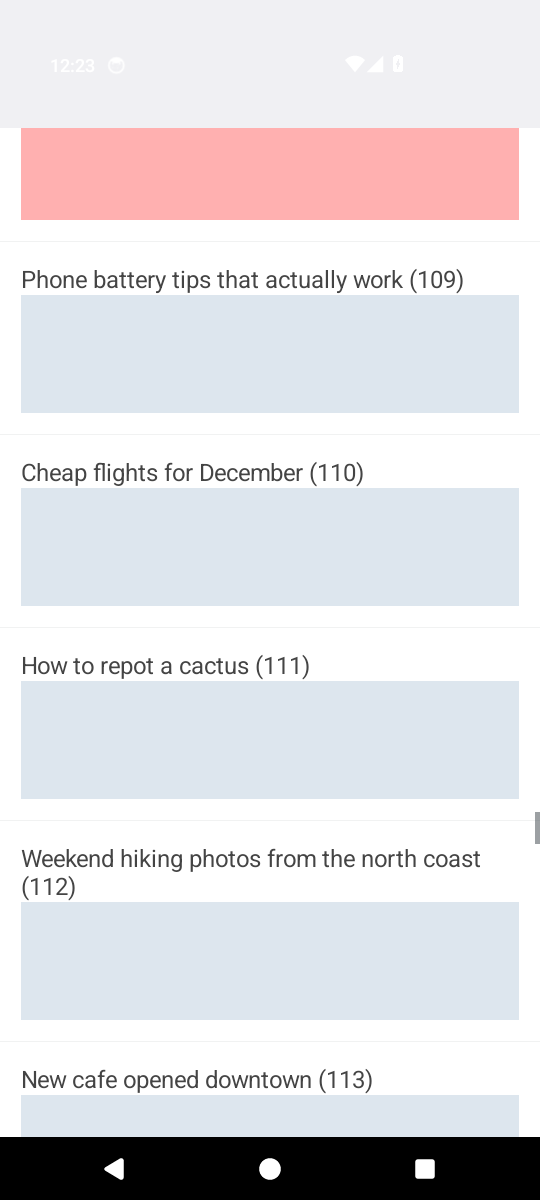 12:23
Phone battery tips that actually work (109)
Cheap flights for December (110)
How to repot a cactus (111)
Weekend hiking photos from the north coast
(112)
New cafe opened downtown (113)